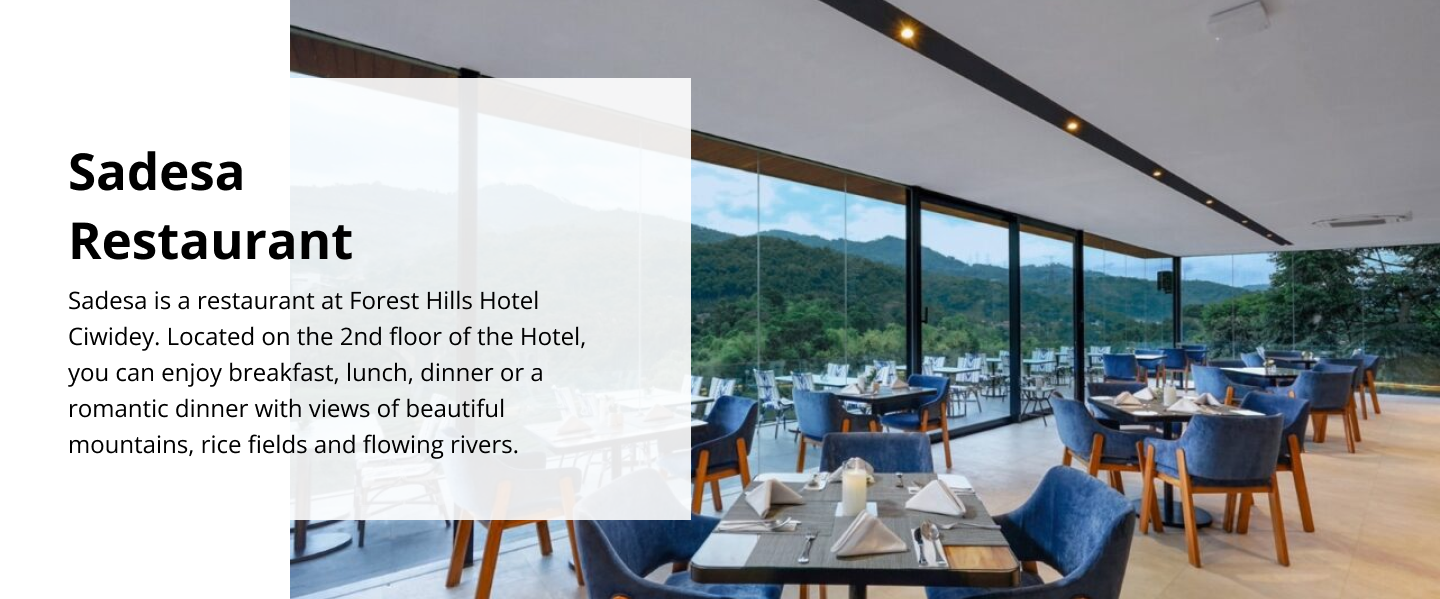 Sadesa
Restaurant
Sadesa is a restaurant at Forest Hills Hotel
Ciwidey. Located on the 2nd floor of the Hotel,
you can enjoy breakfast, lunch, dinner or a
romantic dinner with views of beautiful
mountains, rice fields and flowing rivers.